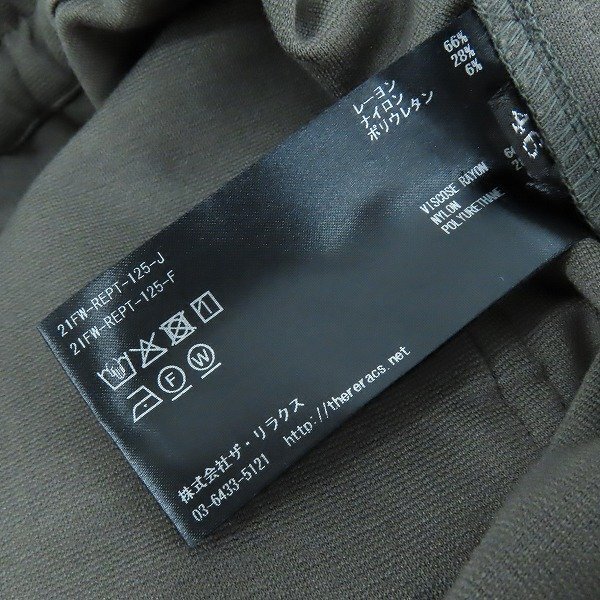 レーヨン 66%
ナイロン 28%
ポリウレタン 6%
VISCOSE RAYON
NYLON
POLYURETHANE
21FW-REPT-125-J
21FW-REPT-125-F
F W
株式会社ザ・リラクス
03-6433-5121 http://thereracs.net